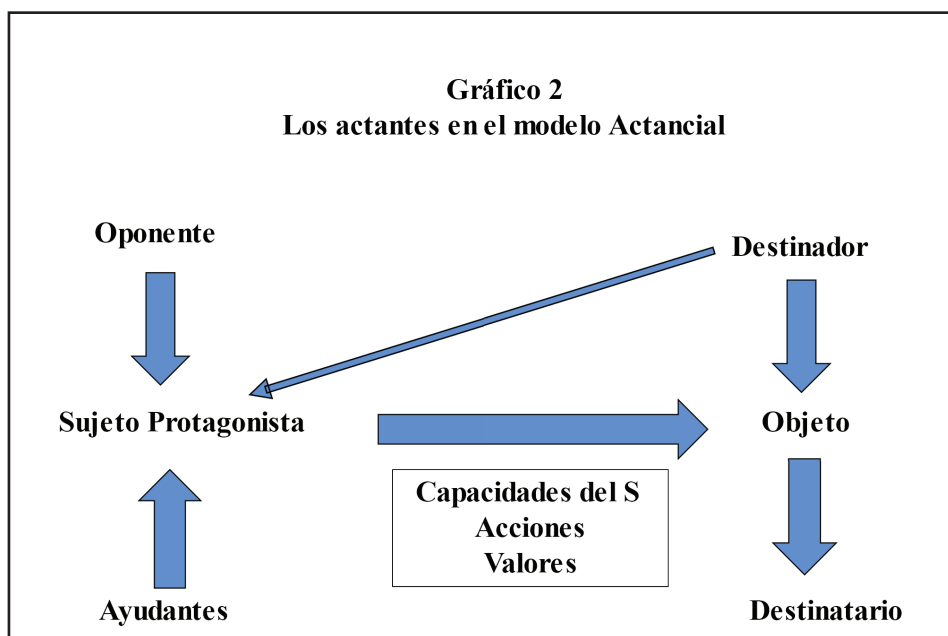 Gráfico 2
Los actantes en el modelo Actancial
Oponente
Destinador
Sujeto Protagonista
Objeto
Capacidades del S
Acciones
Valores
Ayudantes
Destinatario